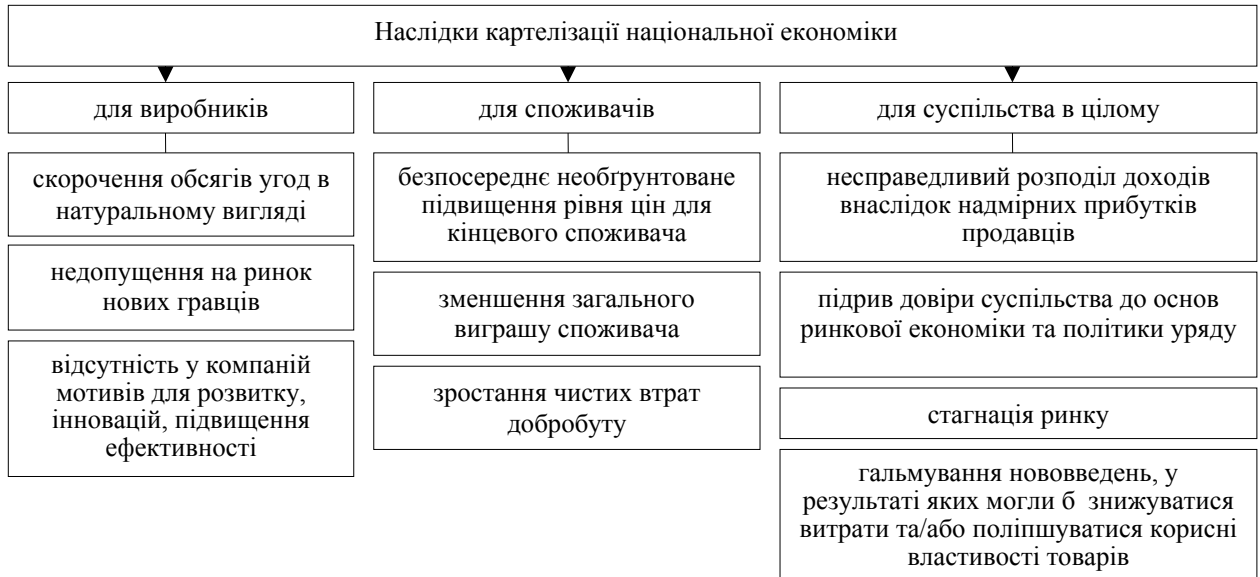 Наслідки картелізації національної економіки
для виробників
скорочення обсягів угод в
натуральному вигляді
недопущення на ринок
нових гравців
відсутність у компаній
мотивів для розвитку,
інновацій, підвищення
ефективності
для споживачів
безпосереднє необґрунтоване
підвищення рівня цін для
кінцевого споживача
зменшення загального
виграшу споживача
зростання чистих втрат
добробуту
для суспільства в цілому
несправедливий розподіл доходів
внаслідок надмірних прибутків
продавців
підрив довіри суспільства до основ
ринкової економіки та політики уряду
стагнація ринку
гальмування нововведень, у
результаті яких могли б знижуватися
витрати та/або поліпшуватися корисні
властивості товарів